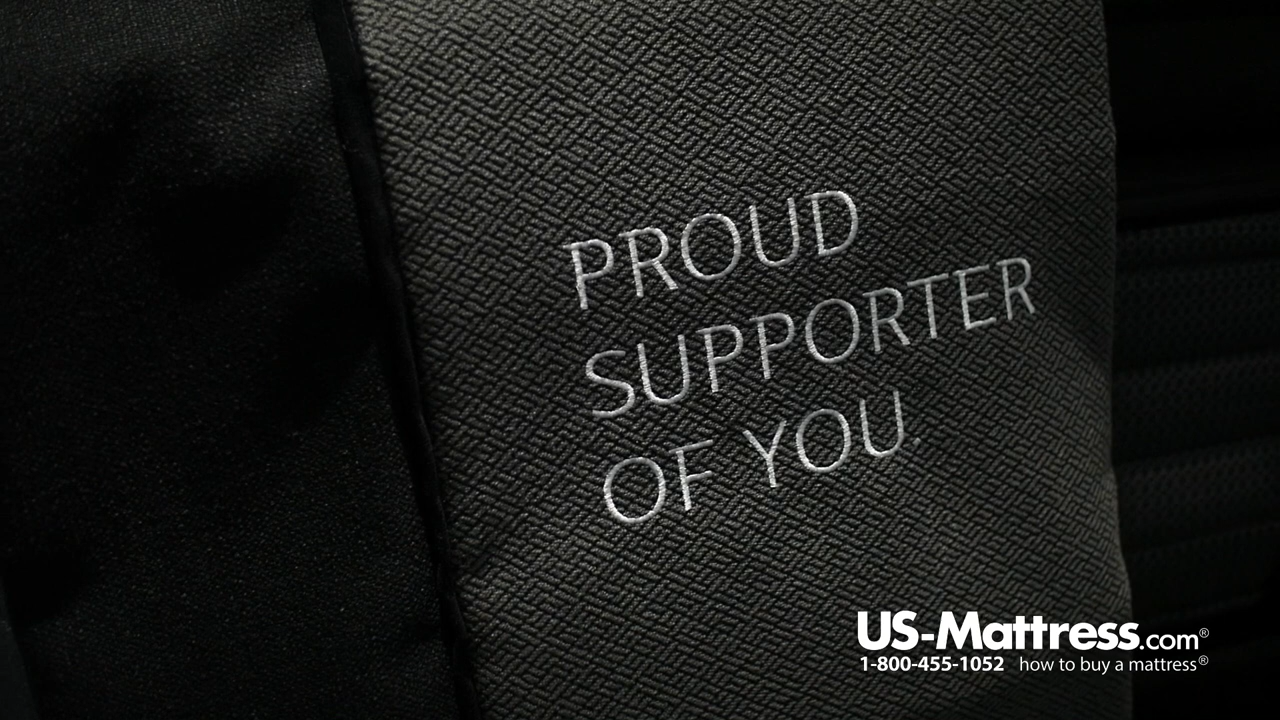 PROUD
SUPPORTER
OF YOU.
US-Mattress.com®
1-800-455-1052 how to buy a mattress®